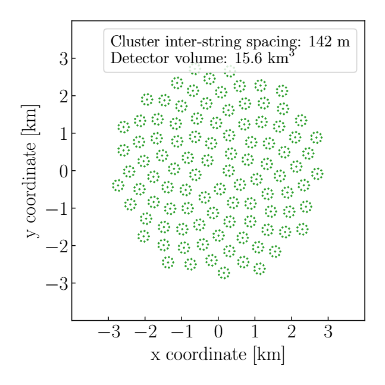 Cluster inter-string spacing: 142 m
Detector volume: 15.6 km³
y coordinate [km]
3
2
1
0
−1
−2
−3
−3 −2 −1 0 1 2 3
x coordinate [km]